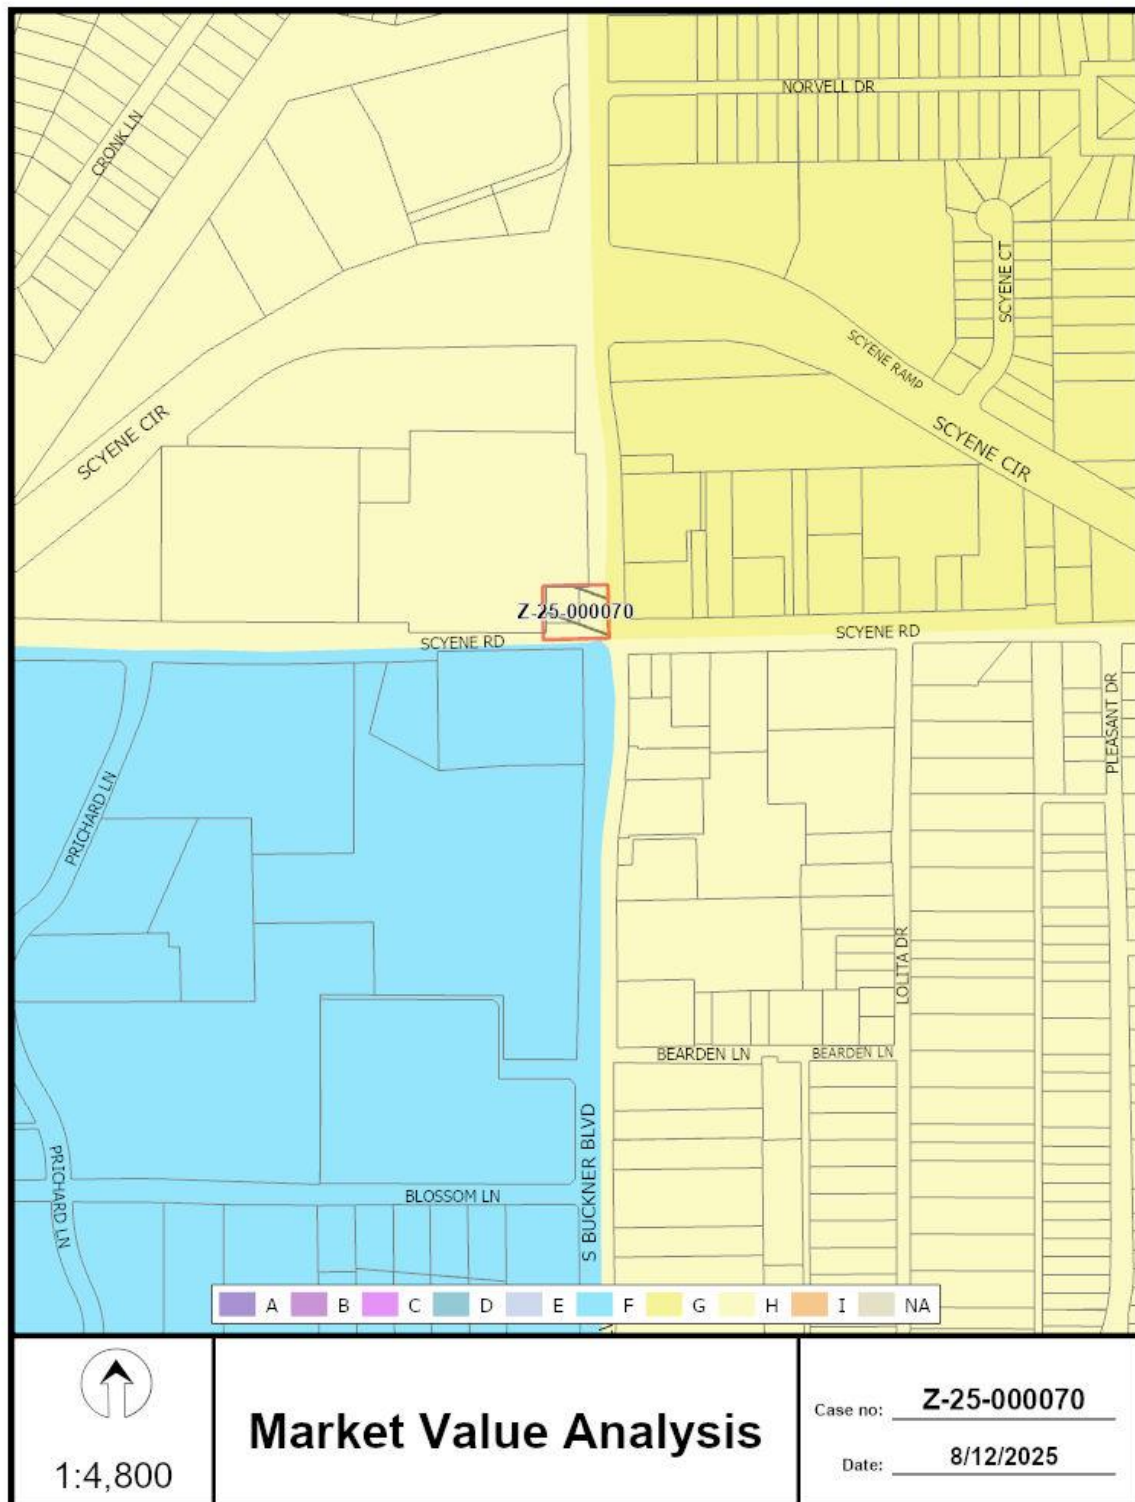 NORVELL DR
CRONK LN
SCYENE CT
SCYENE RAMP
SCYENE CIR
SCYENE CIR
Z-25-000070
SCYENE RD
SCYENE RD
PLEASANT DR
PRICHARD LN
LOLITA DR
BEARDEN LN
BEARDEN LN
S BUCKNER BLVD
PRICHARD LN
BLOSSOM LN
A B C D E F G H I NA
1:4,800
Market Value Analysis
Case no: Z-25-000070
Date: 8/12/2025